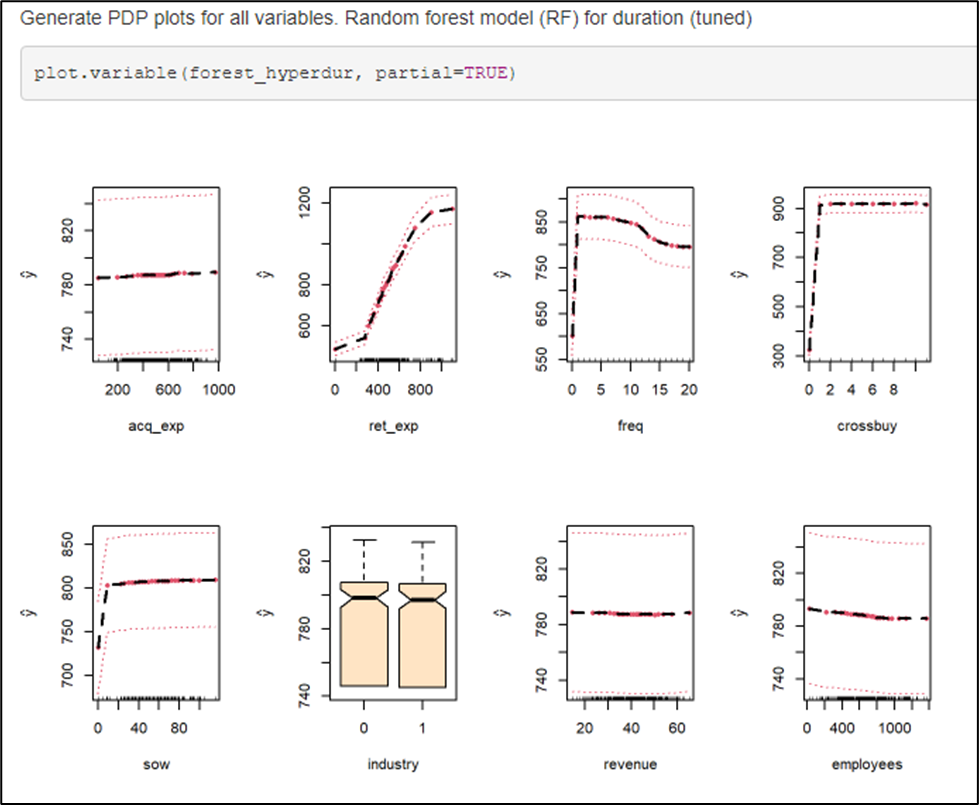 Generate PDP plots for all variables. Random forest model (RF) for duration (tuned)
plot.variable(forest_hyperdur, partial=TRUE)
ŷ
740 780 820
200 600 1000
acq_exp
ŷ
600 800 1200
0 400 800
ret_exp
ŷ
550 650 750 850
0 5 10 15 20
freq
ŷ
300 500 700 900
0 2 4 6 8
crossbuy
ŷ
700 750 800 850
0 40 80
sow
ŷ
740 780 820
0 1
industry
ŷ
740 780 820
20 40 60
revenue
ŷ
740 780 820
0 400 1000
employees